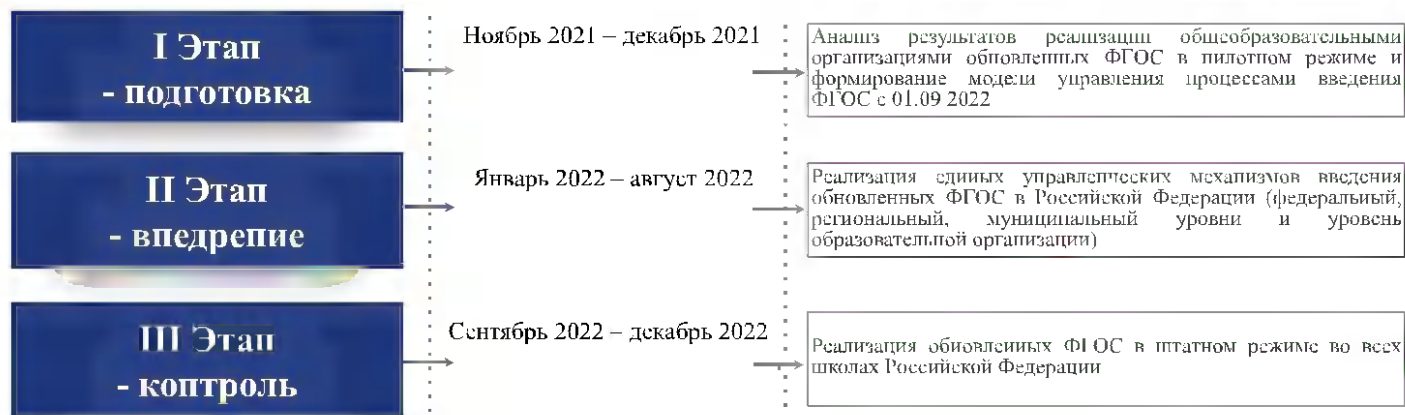 I Этап
- подготовка
Ноябрь 2021 – декабрь 2021
Анализ результатов реализации общеобразовательными
организациями обновленных ФГОС в пилотном режиме и
формирование модели управления процессами введения
ФГОС с 01.09 2022
II Этап
- внедрение
Январь 2022 – август 2022
Реализация единых управленческих механизмов введения
обновленных ФГОС в Российской Федерации (федеральный,
региональный, муниципальный уровни и уровень
образовательной организации)
III Этап
- контроль
Сентябрь 2022 – декабрь 2022
Реализация обновленных ФГОС в штатном режиме во всех
школах Российской Федерации